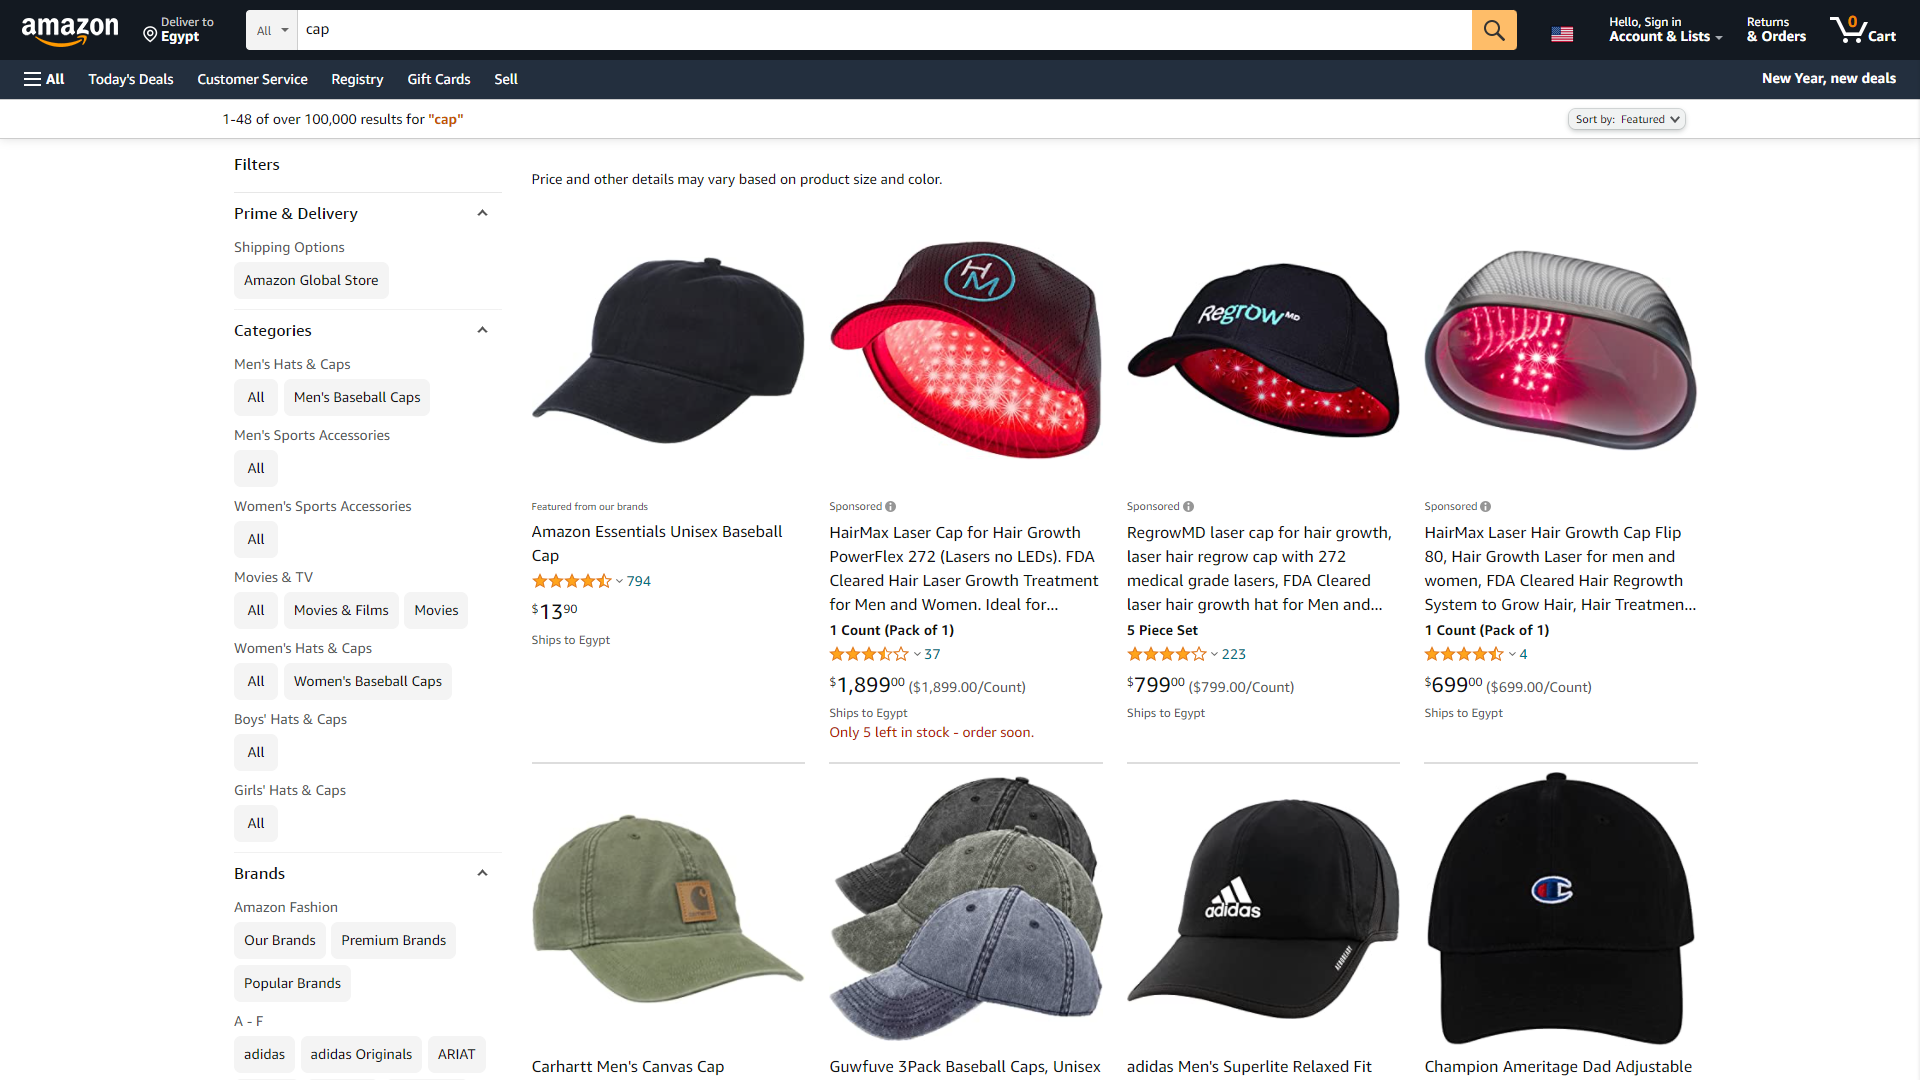 amazon
Deliver to
Egypt
All
cap
Hello, Sign in
Account & Lists
Returns
& Orders
0
Cart
All
Today's Deals
Customer Service
Registry
Gift Cards
Sell
New Year, new deals
1-48 of over 100,000 results for "cap"
Sort by: Featured
Filters
Prime & Delivery
Shipping Options
Amazon Global Store
Categories
Men's Hats & Caps
All
Men's Baseball Caps
Men's Sports Accessories
All
Women's Sports Accessories
All
Movies & TV
All
Movies & Films
Movies
Women's Hats & Caps
All
Women's Baseball Caps
Boys' Hats & Caps
All
Girls' Hats & Caps
All
Brands
Amazon Fashion
Our Brands
Premium Brands
Popular Brands
A - F
adidas
adidas Originals
ARIAT
Price and other details may vary based on product size and color.
Featured from our brands
Amazon Essentials Unisex Baseball
Cap
794
$13.90
Ships to Egypt
HM
Sponsored
HairMax Laser Cap for Hair Growth
PowerFlex 272 (Lasers no LEDs). FDA
Cleared Hair Laser Growth Treatment
for Men and Women. Ideal for...
1 Count (Pack of 1)
37
$1,899.00 ($1,899.00/Count)
Ships to Egypt
Only 5 left in stock - order soon.
Regrow MD
Sponsored
RegrowMD laser cap for hair growth,
laser hair regrow cap with 272
medical grade lasers, FDA Cleared
laser hair growth hat for Men and...
5 Piece Set
223
$799.00 ($799.00/Count)
Ships to Egypt
Sponsored
HairMax Laser Hair Growth Cap Flip
80, Hair Growth Laser for men and
women, FDA Cleared Hair Regrowth
System to Grow Hair, Hair Treatmen...
1 Count (Pack of 1)
4
$699.00 ($699.00/Count)
Ships to Egypt
carhartt
Carhartt Men's Canvas Cap
Guwfuve 3Pack Baseball Caps, Unisex
adidas
AEROREADY
adidas Men's Superlite Relaxed Fit
Champion Ameritage Dad Adjustable